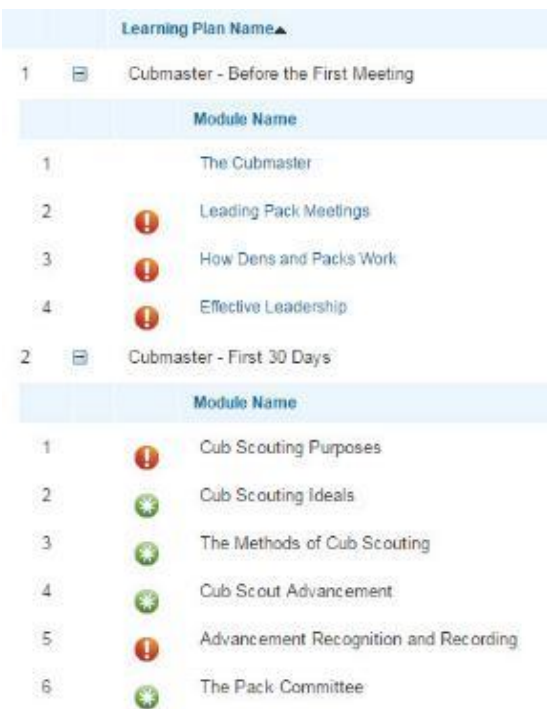 Learning Plan Name
1 Cubmaster - Before the First Meeting
Module Name
1 The Cubmaster
2 Leading Pack Meetings
3 How Dens and Packs Work
4 Effective Leadership
2 Cubmaster - First 30 Days
Module Name
1 Cub Scouting Purposes
2 Cub Scouting Ideals
3 The Methods of Cub Scouting
4 Cub Scout Advancement
5 Advancement Recognition and Recording
6 The Pack Committee